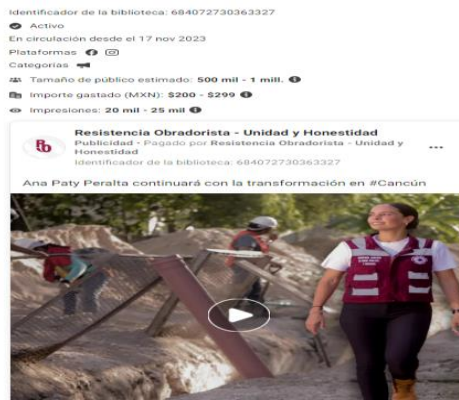 Identificador de la biblioteca: 684072730363327
Activo
En circulación desde el 17 nov 2023
Plataformas
Categorías
Tamaño de público estimado: 500 mil - 1 mill.
Importe gastado (MXN): $200 - $299
Impresiones: 20 mil - 25 mil
Resistencia Obradorista - Unidad y Honestidad
Publicidad • Pagado por Resistencia Obradorista - Unidad y
Honestidad
Identificador de la biblioteca: 684072730363327
Ana Paty Peralta continuará con la transformación en #Cancún